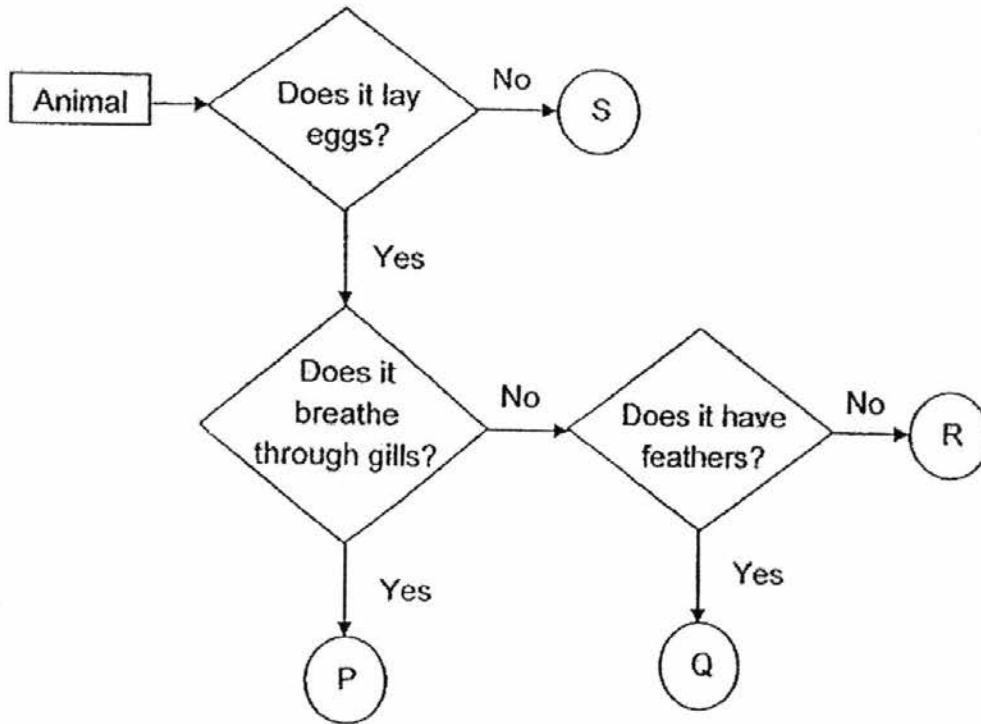 Animal
Does it lay
eggs?
No
S
Yes
Does it
breathe
through gills?
No
Does it have
feathers?
No
R
Yes
P
Yes
Q